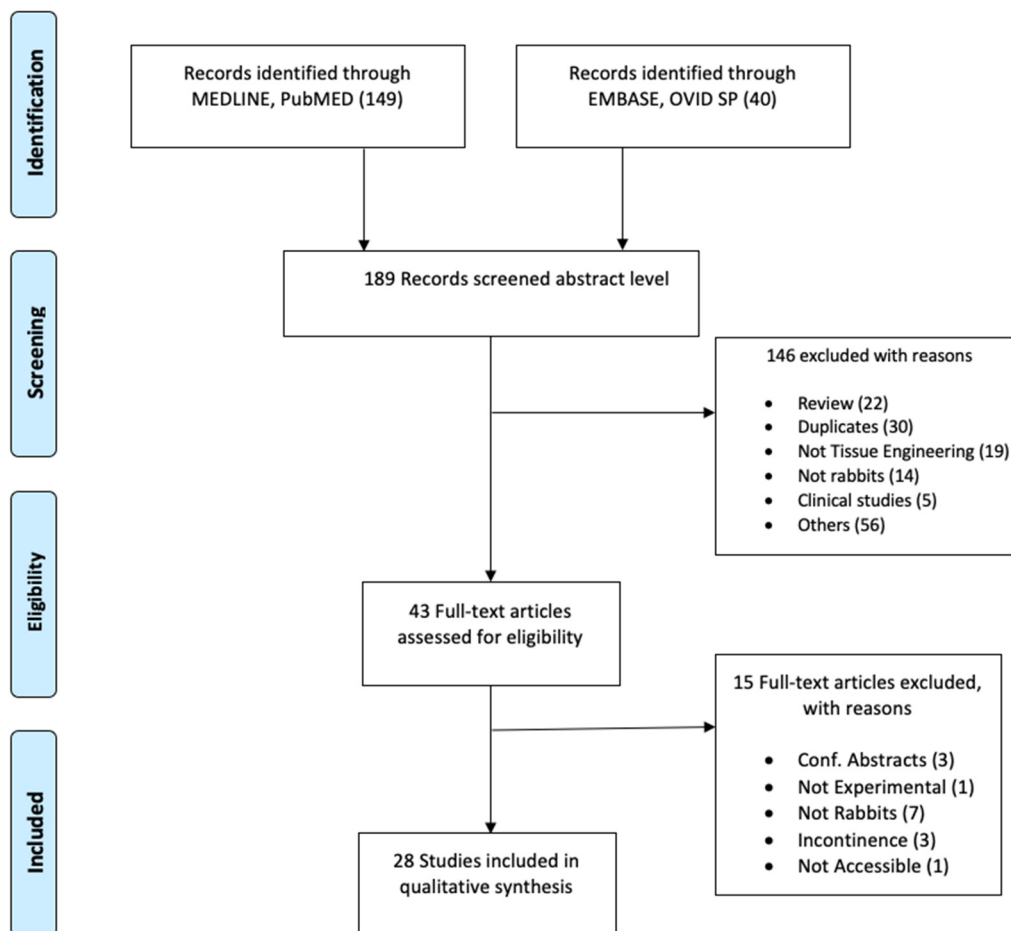 Identification
Records identified through
MEDLINE, PubMED (149)
Records identified through
EMBASE, OVID SP (40)
Screening
189 Records screened abstract level
146 excluded with reasons
• Review (22)
• Duplicates (30)
• Not Tissue Engineering (19)
• Not rabbits (14)
• Clinical studies (5)
• Others (56)
Eligibility
43 Full-text articles
assessed for eligibility
15 Full-text articles excluded,
with reasons
• Conf. Abstracts (3)
• Not Experimental (1)
• Not Rabbits (7)
• Incontinence (3)
• Not Accessible (1)
Included
28 Studies included in
qualitative synthesis